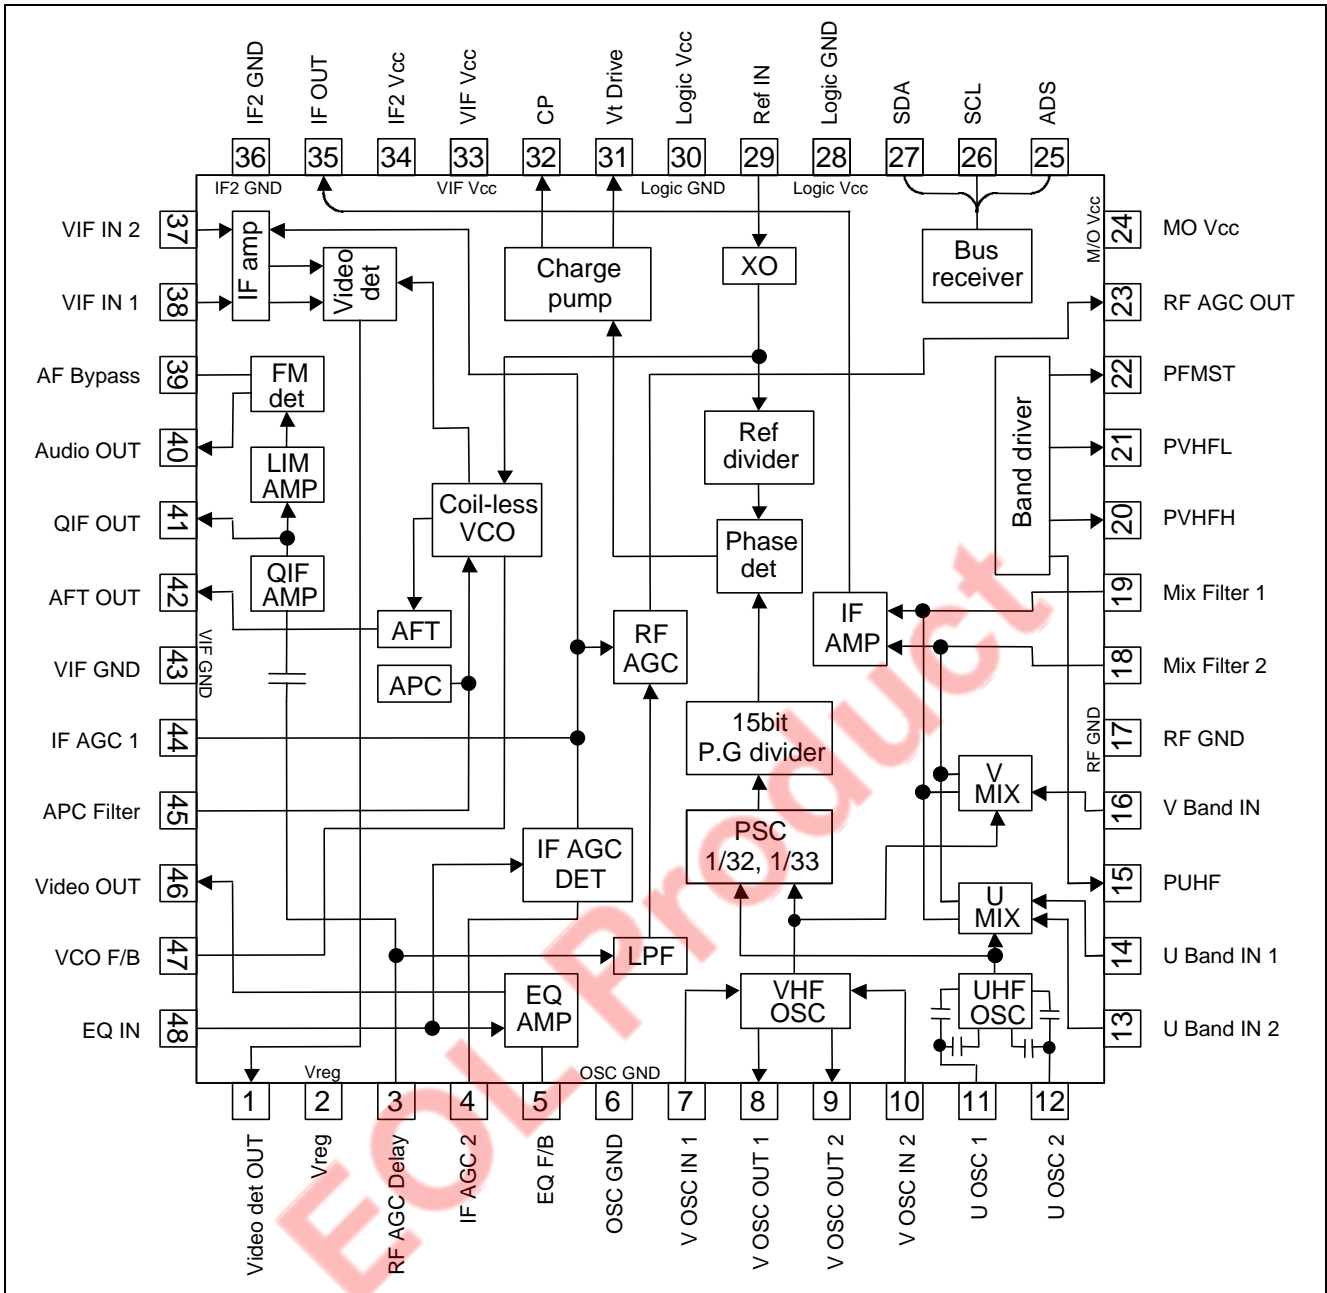 IF2 GND
IF OUT
IF2 Vcc
VIF Vcc
CP
Vt Drive
Logic Vcc
Ref IN
Logic GND
SDA
SCL
ADS
36
35
34
33
32
31
30
29
28
27
26
25
IF2 GND
VIF Vcc
Logic GND
Logic Vcc
VIF IN 2
37
VIF IN 1
38
AF Bypass
39
Audio OUT
40
QIF OUT
41
AFT OUT
42
VIF GND
43
VIF GND
IF AGC 1
44
APC Filter
45
Video OUT
46
VCO F/B
47
EQ IN
48
IF amp
Video
det
Charge
pump
XO
Bus
receiver
M/O Vcc
24
MO Vcc
23
RF AGC OUT
22
PFMST
21
PVHFL
20
PVHFH
19
Mix Filter 1
18
Mix Filter 2
RF GND
17
RF GND
16
V Band IN
15
PUHF
14
U Band IN 1
13
U Band IN 2
FM
det
LIM
AMP
QIF
AMP
Coil-less
VCO
AFT
APC
Ref
divider
Phase
det
Band driver
IF
AMP
RF
AGC
15bit
P.G divider
PSC
1/32, 1/33
V
MIX
U
MIX
IF AGC
DET
LPF
EQ
AMP
VHF
OSC
UHF
OSC
Vreg
OSC GND
1
2
3
4
5
6
7
8
9
10
11
12
Video det OUT
Vreg
RF AGC Delay
IF AGC 2
EQ F/B
OSC GND
V OSC IN 1
V OSC OUT 1
V OSC OUT 2
V OSC IN 2
U OSC 1
U OSC 2
EOL Product